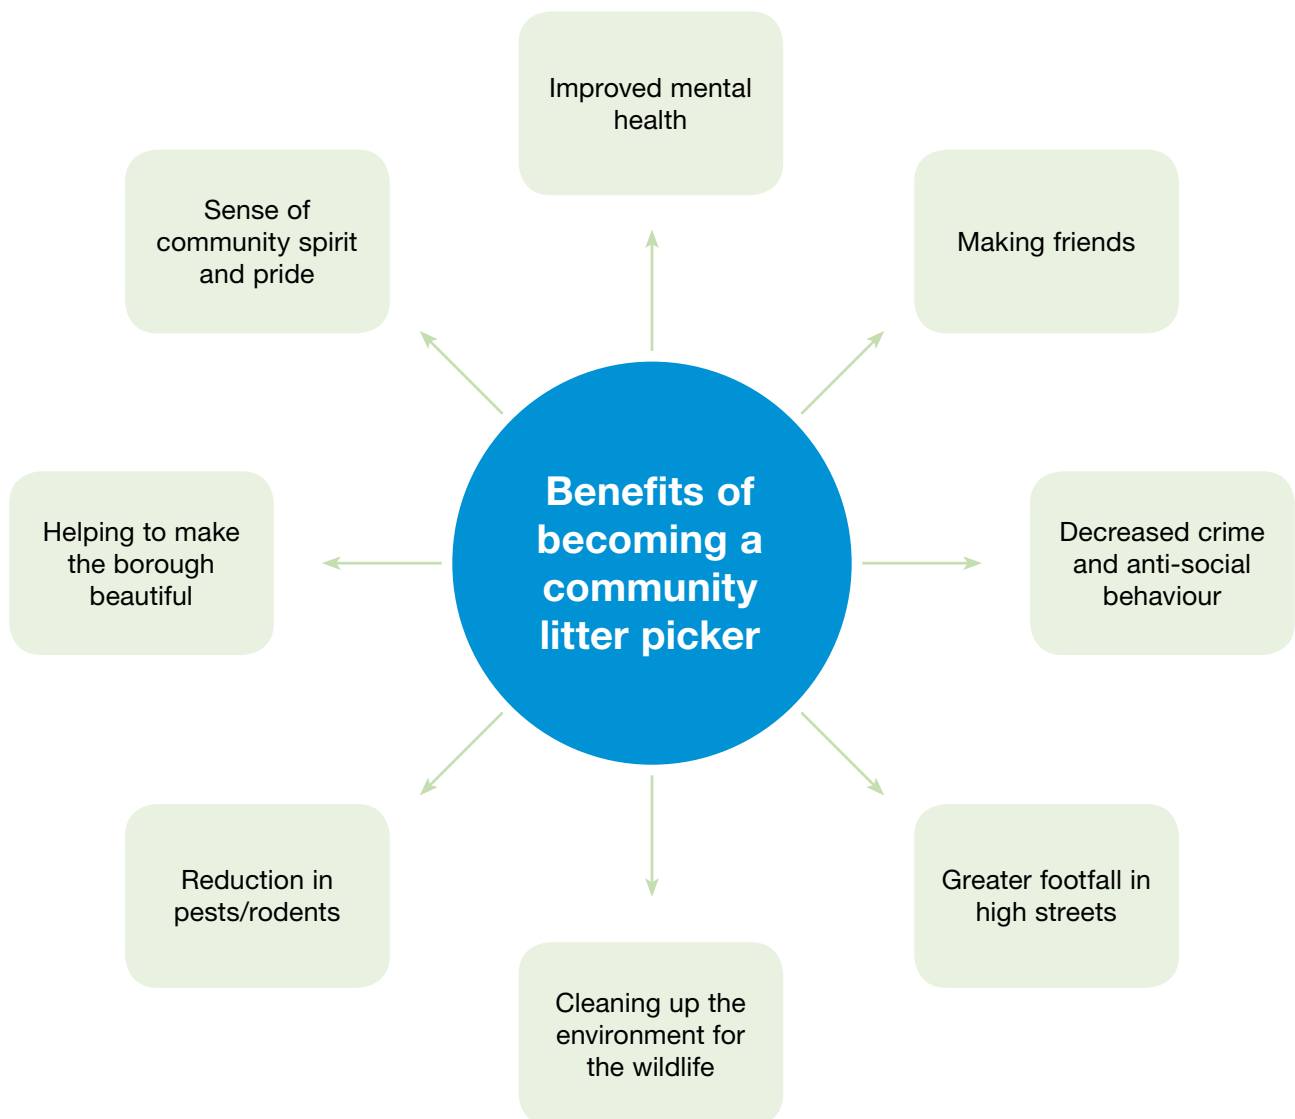 Improved mental
health
Sense of
community spirit
and pride
Making friends
Benefits of
becoming a
community
litter picker
Helping to make
the borough
beautiful
Decreased crime
and anti-social
behaviour
Reduction in
pests/rodents
Greater footfall in
high streets
Cleaning up the
environment for
the wildlife